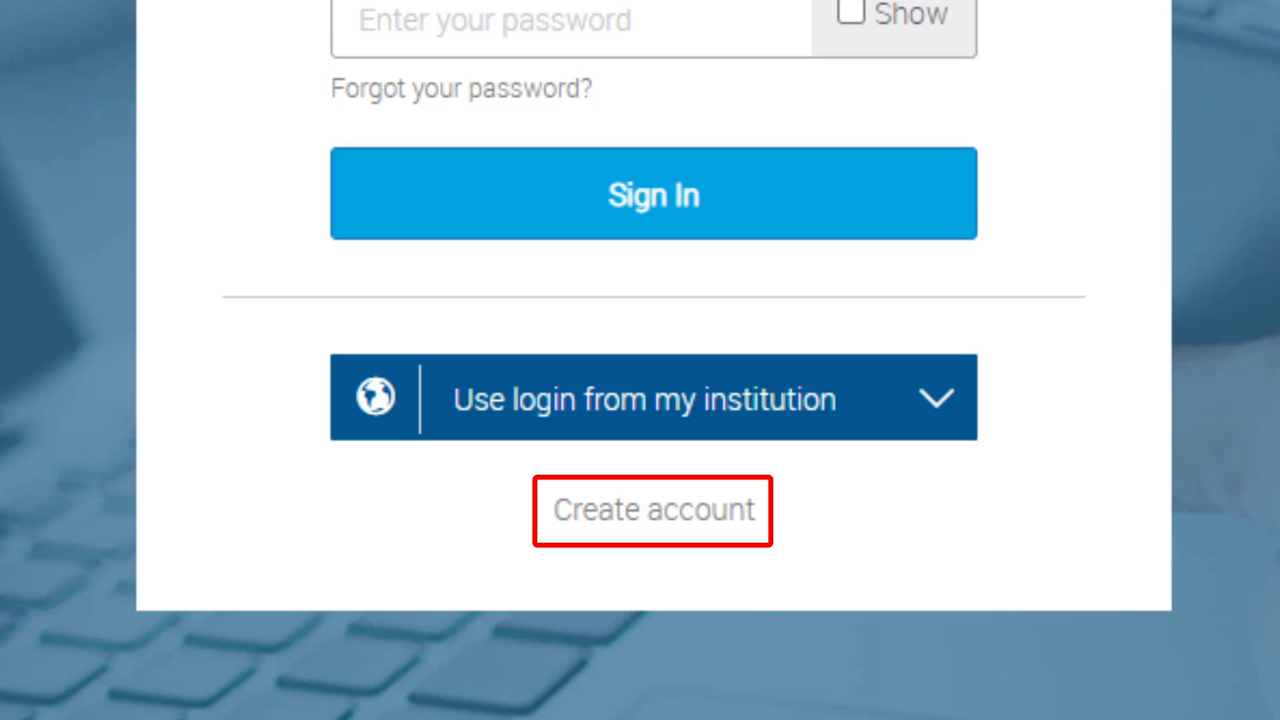 Enter your password
Show
Forgot your password?
Sign In
Use login from my institution
Create account